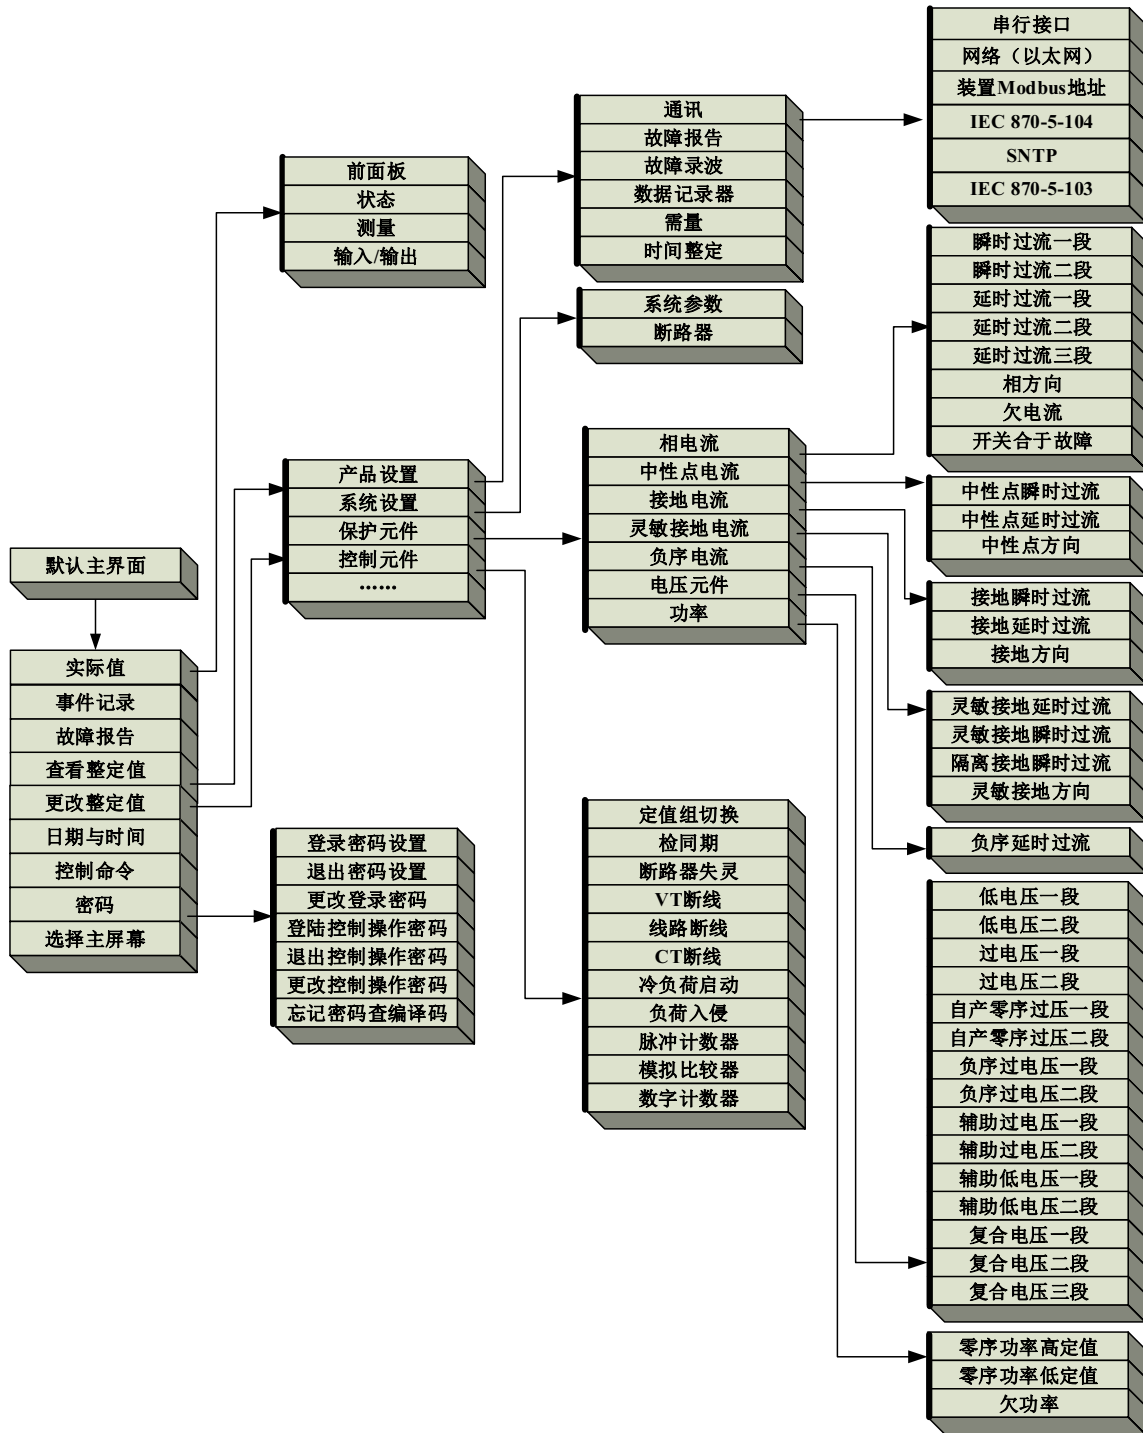 默认主界面
实际值
事件记录
故障报告
查看整定值
更改整定值
日期与时间
控制命令
密码
选择主屏幕
前面板
状态
测量
输入/输出
产品设置
系统设置
保护元件
控制元件
······
登录密码设置
退出密码设置
更改登录密码
登陆控制操作密码
退出控制操作密码
更改控制操作密码
忘记密码查编译码
通讯
故障报告
故障录波
数据记录器
需量
时间整定
系统参数
断路器
相电流
中性点电流
接地电流
灵敏接地电流
负序电流
电压元件
功率
定值组切换
检同期
断路器失灵
VT断线
线路断线
CT断线
冷负荷启动
负荷入侵
脉冲计数器
模拟比较器
数字计数器
串行接口
网络（以太网）
装置Modbus地址
IEC 870-5-104
SNTP
IEC 870-5-103
瞬时过流一段
瞬时过流二段
延时过流一段
延时过流二段
延时过流三段
相方向
欠电流
开关合于故障
中性点瞬时过流
中性点延时过流
中性点方向
接地瞬时过流
接地延时过流
接地方向
灵敏接地延时过流
灵敏接地瞬时过流
隔离接地瞬时过流
灵敏接地方向
负序延时过流
低电压一段
低电压二段
过电压一段
过电压二段
自产零序过压一段
自产零序过压二段
负序过电压一段
负序过电压二段
辅助过电压一段
辅助过电压二段
辅助低电压一段
辅助低电压二段
复合电压一段
复合电压二段
复合电压三段
零序功率高定值
零序功率低定值
欠功率